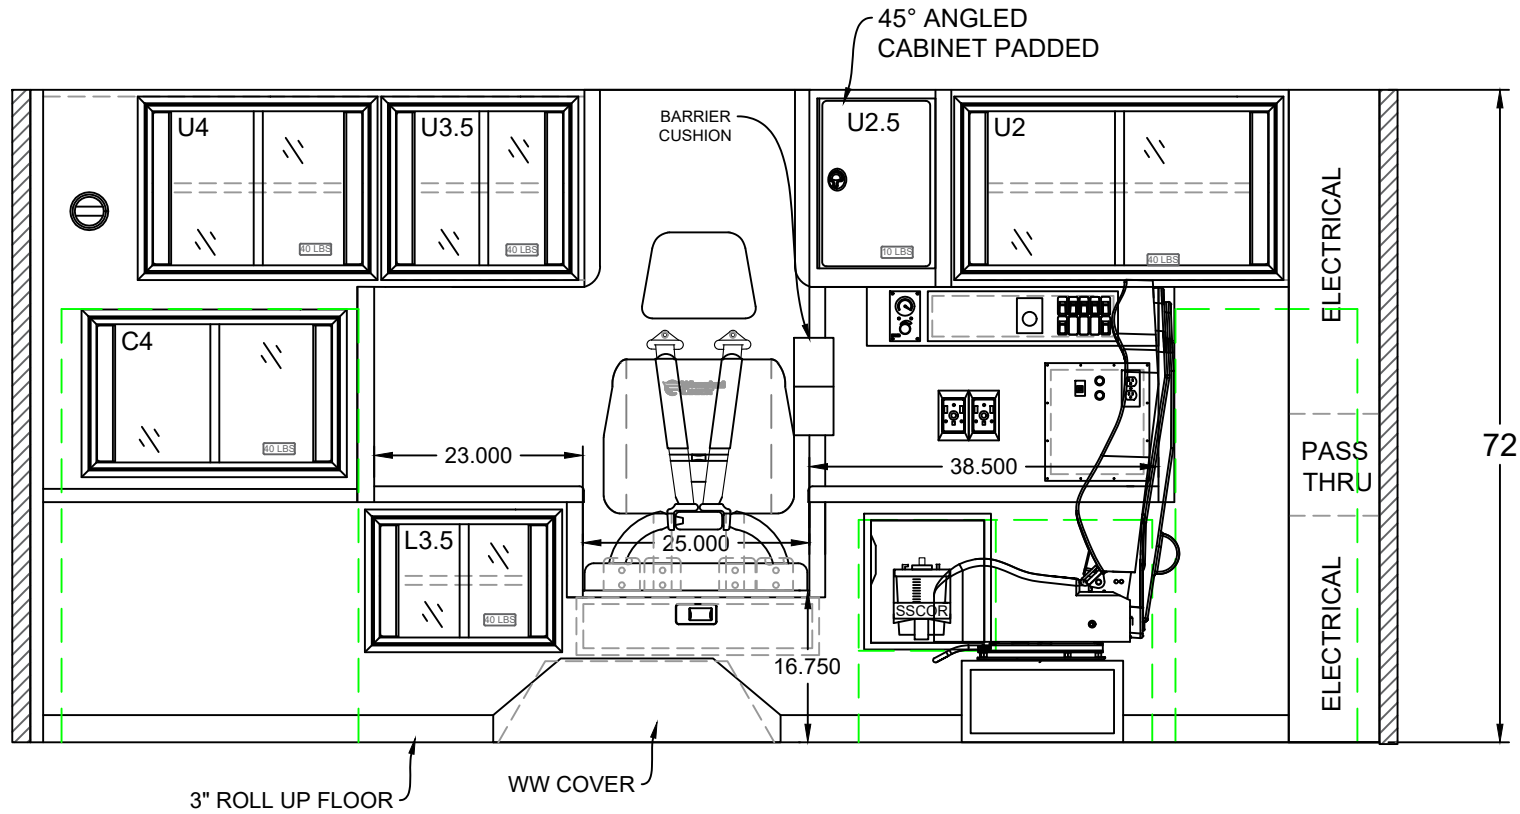 45° ANGLED
CABINET PADDED
BARRIER
CUSHION
U4
U3.5
U2.5
U2
40 LBS
40 LBS
10 LBS
40 LBS
ELECTRICAL
C4
40 LBS
23.000
38.500
PASS
THRU
72
L3.5
25.000
40 LBS
SSCOR
ELECTRICAL
16.750
WW COVER
3" ROLL UP FLOOR